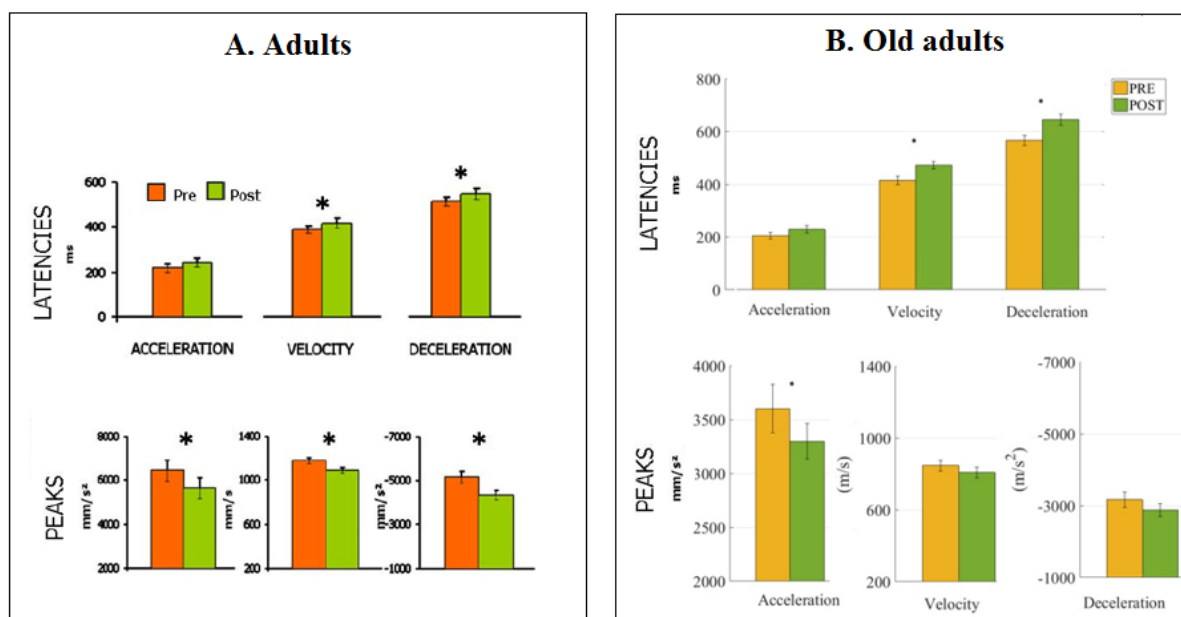 A. Adults
LATENCIES
ms
600
400
200
0
Pre
Post
*
*
ACCELERATION
VELOCITY
DECELERATION
PEAKS
mm/s²
8000
6000
4000
2000
*
mm/s
1400
1000
600
200
*
mm/s²
-7000
-5000
-3000
-1000
*
B. Old adults
LATENCIES
ms
800
600
400
200
0
PRE
POST
*
*
Acceleration
Velocity
Deceleration
PEAKS
mm/s²
4000
3500
3000
2500
2000
*
Acceleration
(m/s)
1400
1000
600
200
Velocity
(m/s²)
-7000
-5000
-3000
-1000
Deceleration